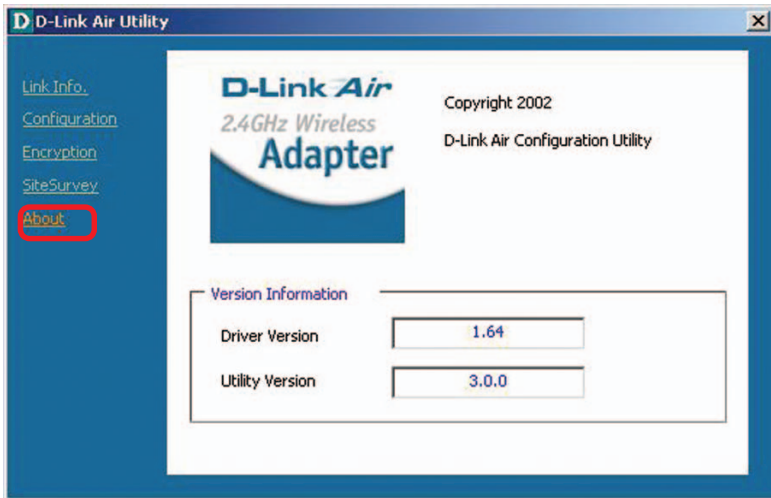 D D-Link Air Utility
Link Info.
Configuration
Encryption
SiteSurvey
About
D-Link Air
2.4GHz Wireless
Adapter
Copyright 2002
D-Link Air Configuration Utility
Version Information
Driver Version 1.64
Utility Version 3.0.0